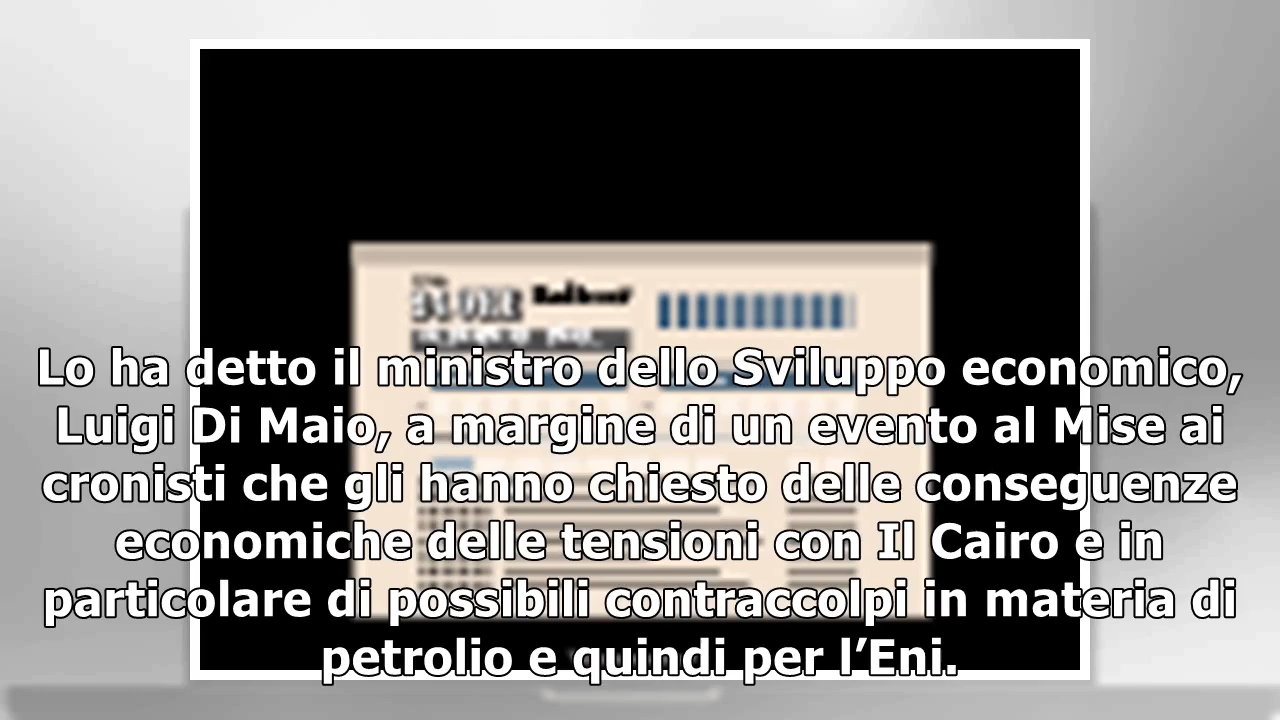 Lo ha detto il ministro dello Sviluppo economico,
Luigi Di Maio, a margine di un evento al Mise ai
cronisti che gli hanno chiesto delle conseguenze
economiche delle tensioni con Il Cairo e in
particolare di possibili contraccolpi in materia di
petrolio e quindi per l’Eni.